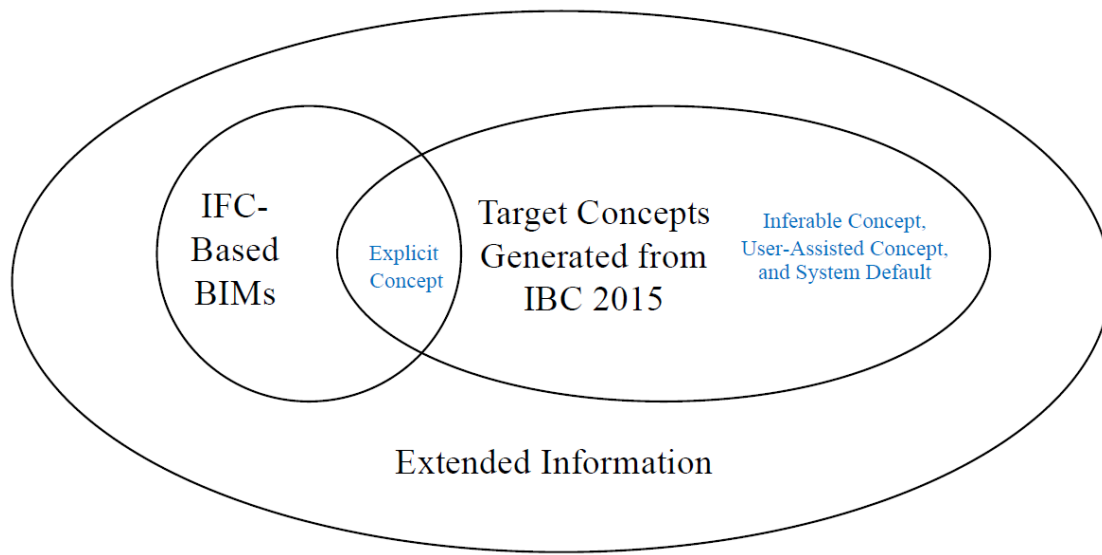 IFC-
Based
BIMs
Explicit
Concept
Target Concepts
Generated from
IBC 2015
Inferable Concept,
User-Assisted Concept,
and System Default
Extended Information